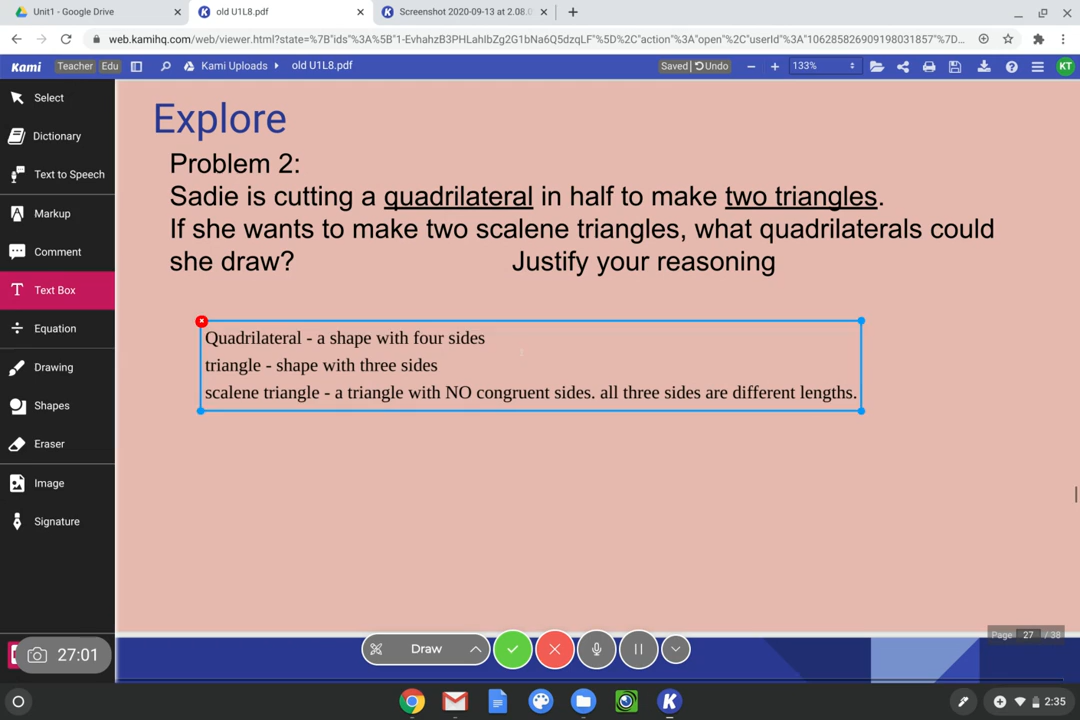 Unit1 - Google Drive
old U1L8.pdf
Screenshot 2020-09-13 at 2.08.0
web.kamihq.com/web/viewer.html?state=%7B"ids"%3A%5B"1-EvhahzB3PHLahIbZg2G1bNa6Q5dzqLF"%5D%2C"action"%3A"open"%2C"userId"%3A"106285826909198031857"%7D...
Kami Teacher Edu Kami Uploads old U1L8.pdf Saved Undo 133% KT
Select
Dictionary
Text to Speech
Markup
Comment
Text Box
Equation
Drawing
Shapes
Eraser
Image
Signature
Explore
Problem 2:
Sadie is cutting a quadrilateral in half to make two triangles.
If she wants to make two scalene triangles, what quadrilaterals could
she draw? Justify your reasoning
Quadrilateral - a shape with four sides
triangle - shape with three sides
scalene triangle - a triangle with NO congruent sides. all three sides are different lengths.
Page 27 / 38
27:01
Draw
2:35